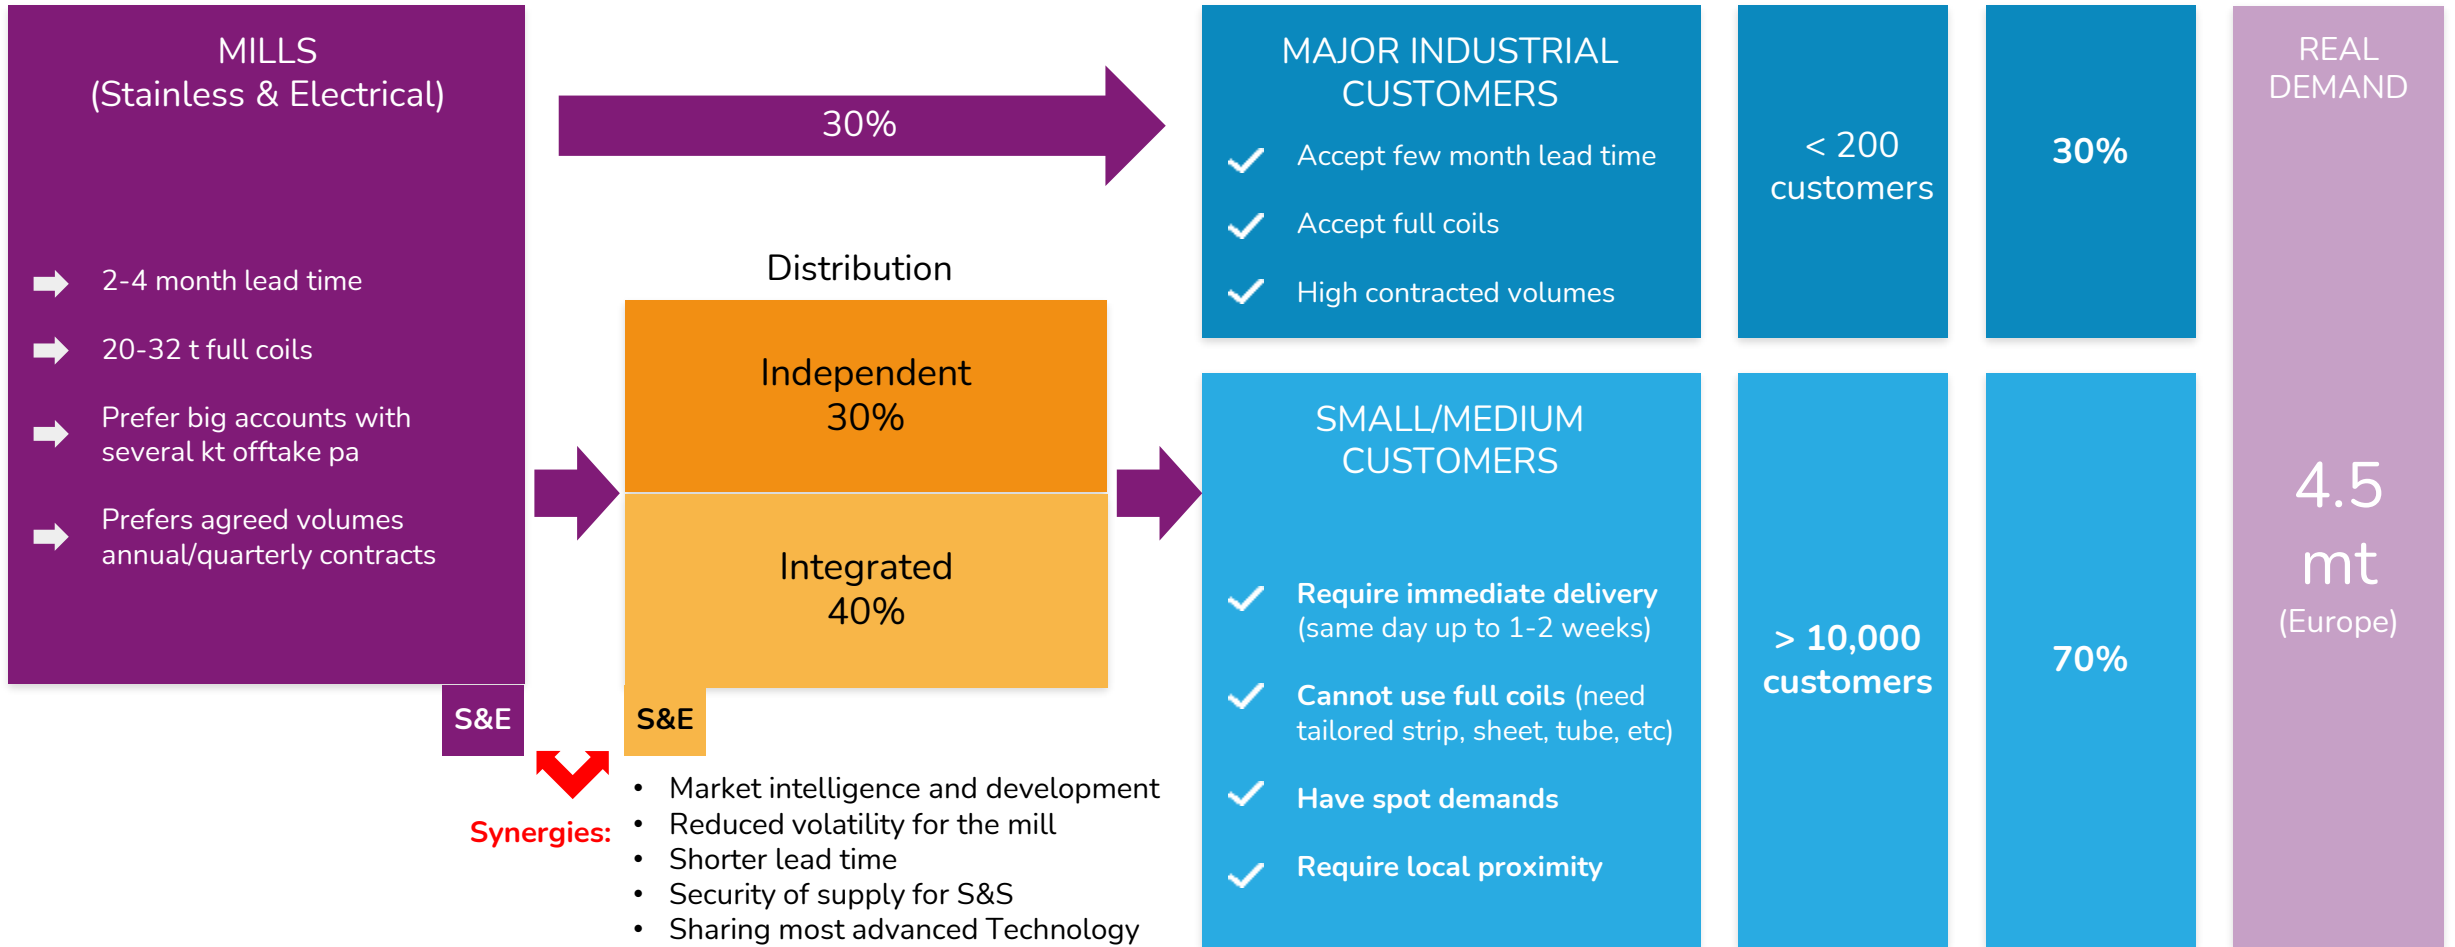 MILLS
(Stainless & Electrical)
2-4 month lead time
20-32 t full coils
Prefer big accounts with
several kt offtake pa
Prefers agreed volumes
annual/quarterly contracts
S&E
30%
Distribution
Independent
30%
Integrated
40%
S&E
Synergies:
• Market intelligence and development
• Reduced volatility for the mill
• Shorter lead time
• Security of supply for S&S
• Sharing most advanced Technology
MAJOR INDUSTRIAL
CUSTOMERS
Accept few month lead time
Accept full coils
High contracted volumes
< 200
customers
30%
SMALL/MEDIUM
CUSTOMERS
Require immediate delivery
(same day up to 1-2 weeks)
Cannot use full coils (need
tailored strip, sheet, tube, etc)
Have spot demands
Require local proximity
> 10,000
customers
70%
REAL
DEMAND
4.5
mt
(Europe)